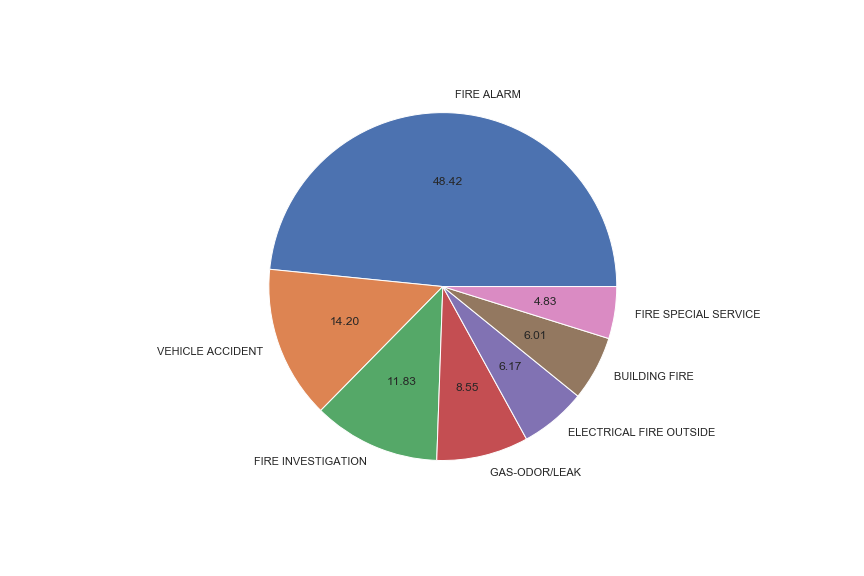 FIRE ALARM
48.42
4.83
FIRE SPECIAL SERVICE
14.20
6.01
VEHICLE ACCIDENT
6.17
BUILDING FIRE
11.83
8.55
ELECTRICAL FIRE OUTSIDE
FIRE INVESTIGATION
GAS-ODOR/LEAK